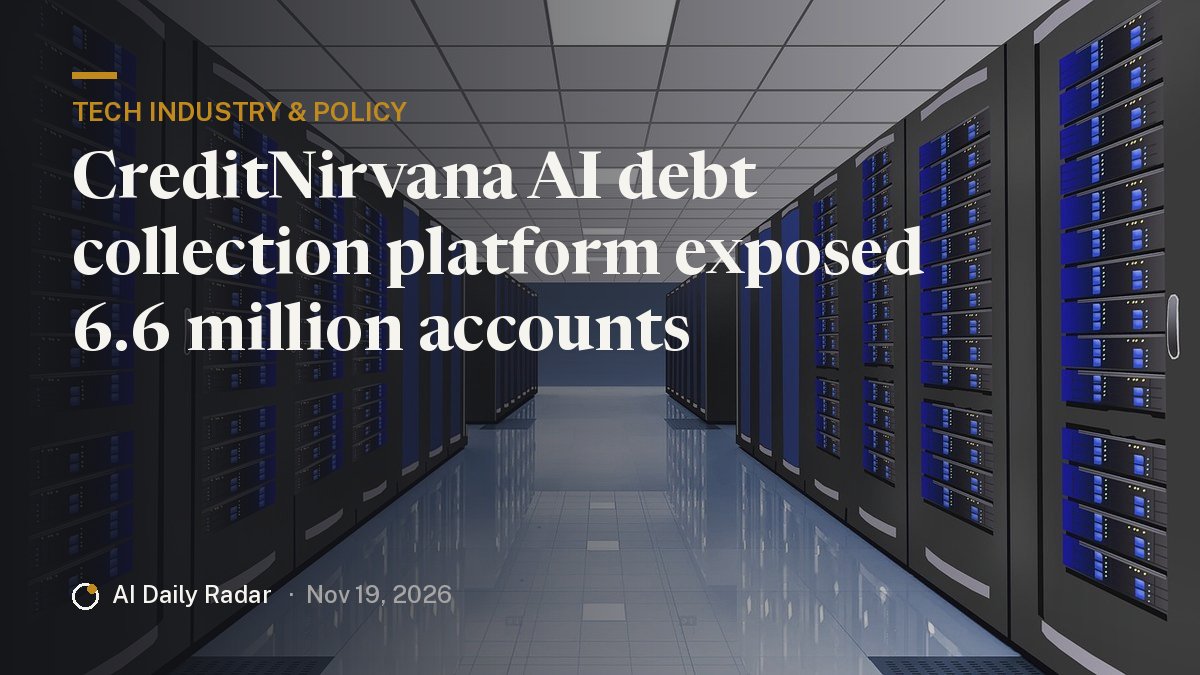 TECH INDUSTRY & POLICY
CreditNirvana AI debt
collection platform exposed
6.6 million accounts
AI Daily Radar · Nov 19, 2026